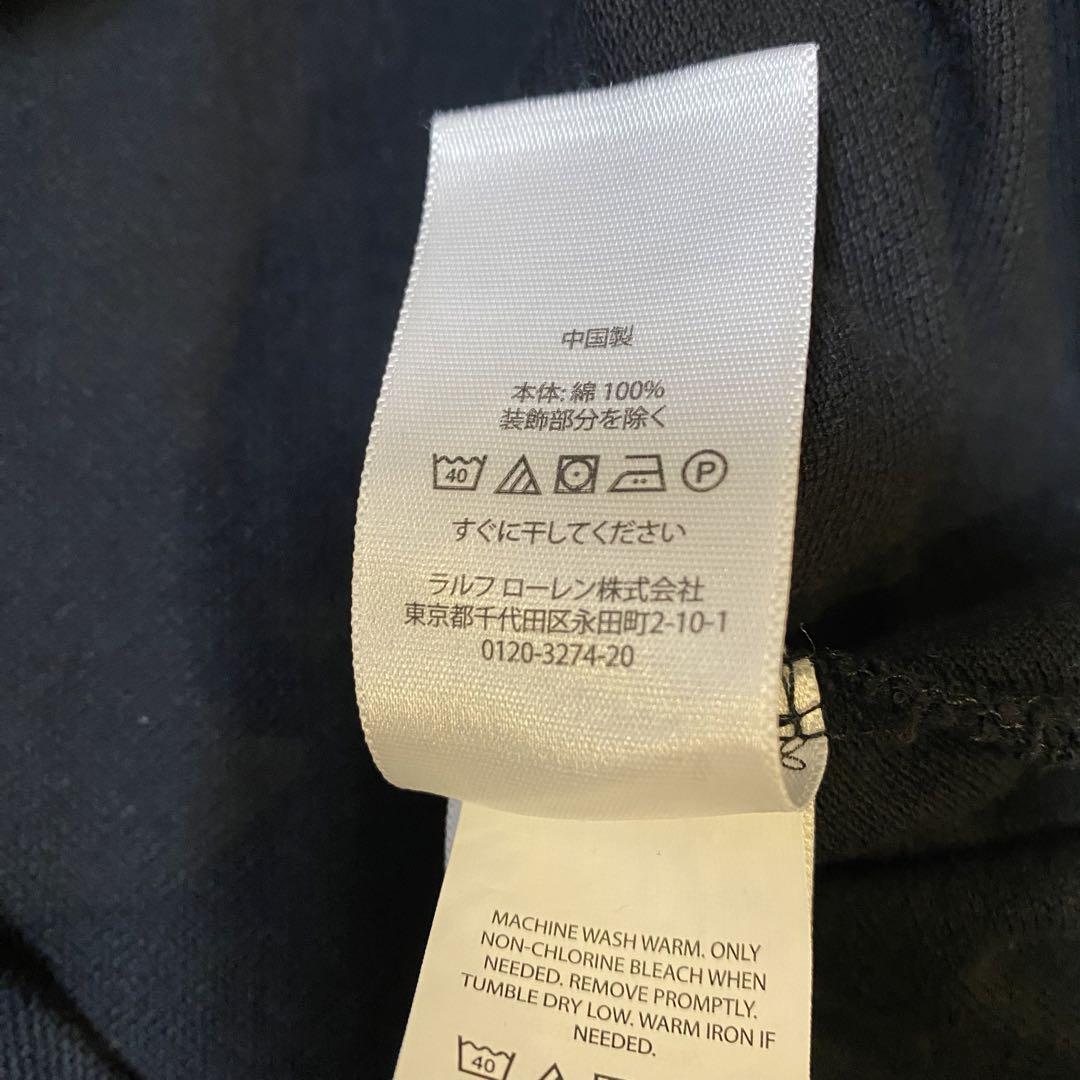 中国製
本体: 綿 100%
装飾部分を除く
40 P
すぐに干してください
ラルフ ローレン株式会社
東京都千代田区永田町2-10-1
0120-3274-20
MACHINE WASH WARM. ONLY
NON-CHLORINE BLEACH WHEN
NEEDED. REMOVE PROMPTLY.
TUMBLE DRY LOW. WARM IRON IF
NEEDED.
40